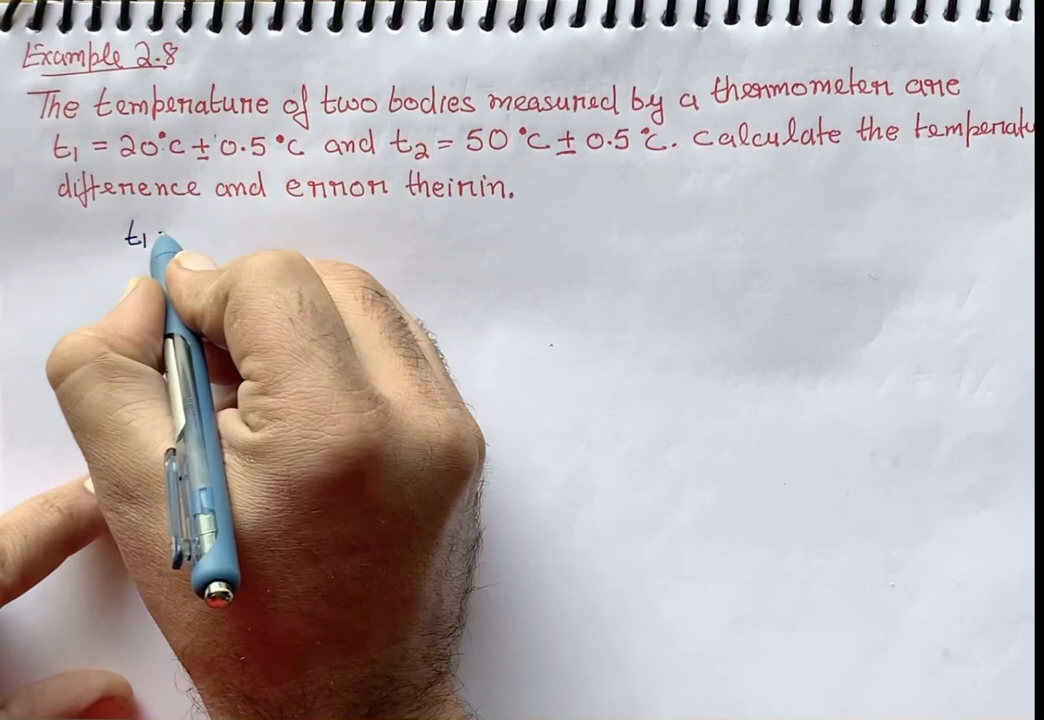 Example 2.8
The temperature of two bodies measured by a thermometer are
t₁ = 20°C ± 0.5°C and t₂ = 50°C ± 0.5°C. calculate the temperatu
difference and error theirin.
t₁